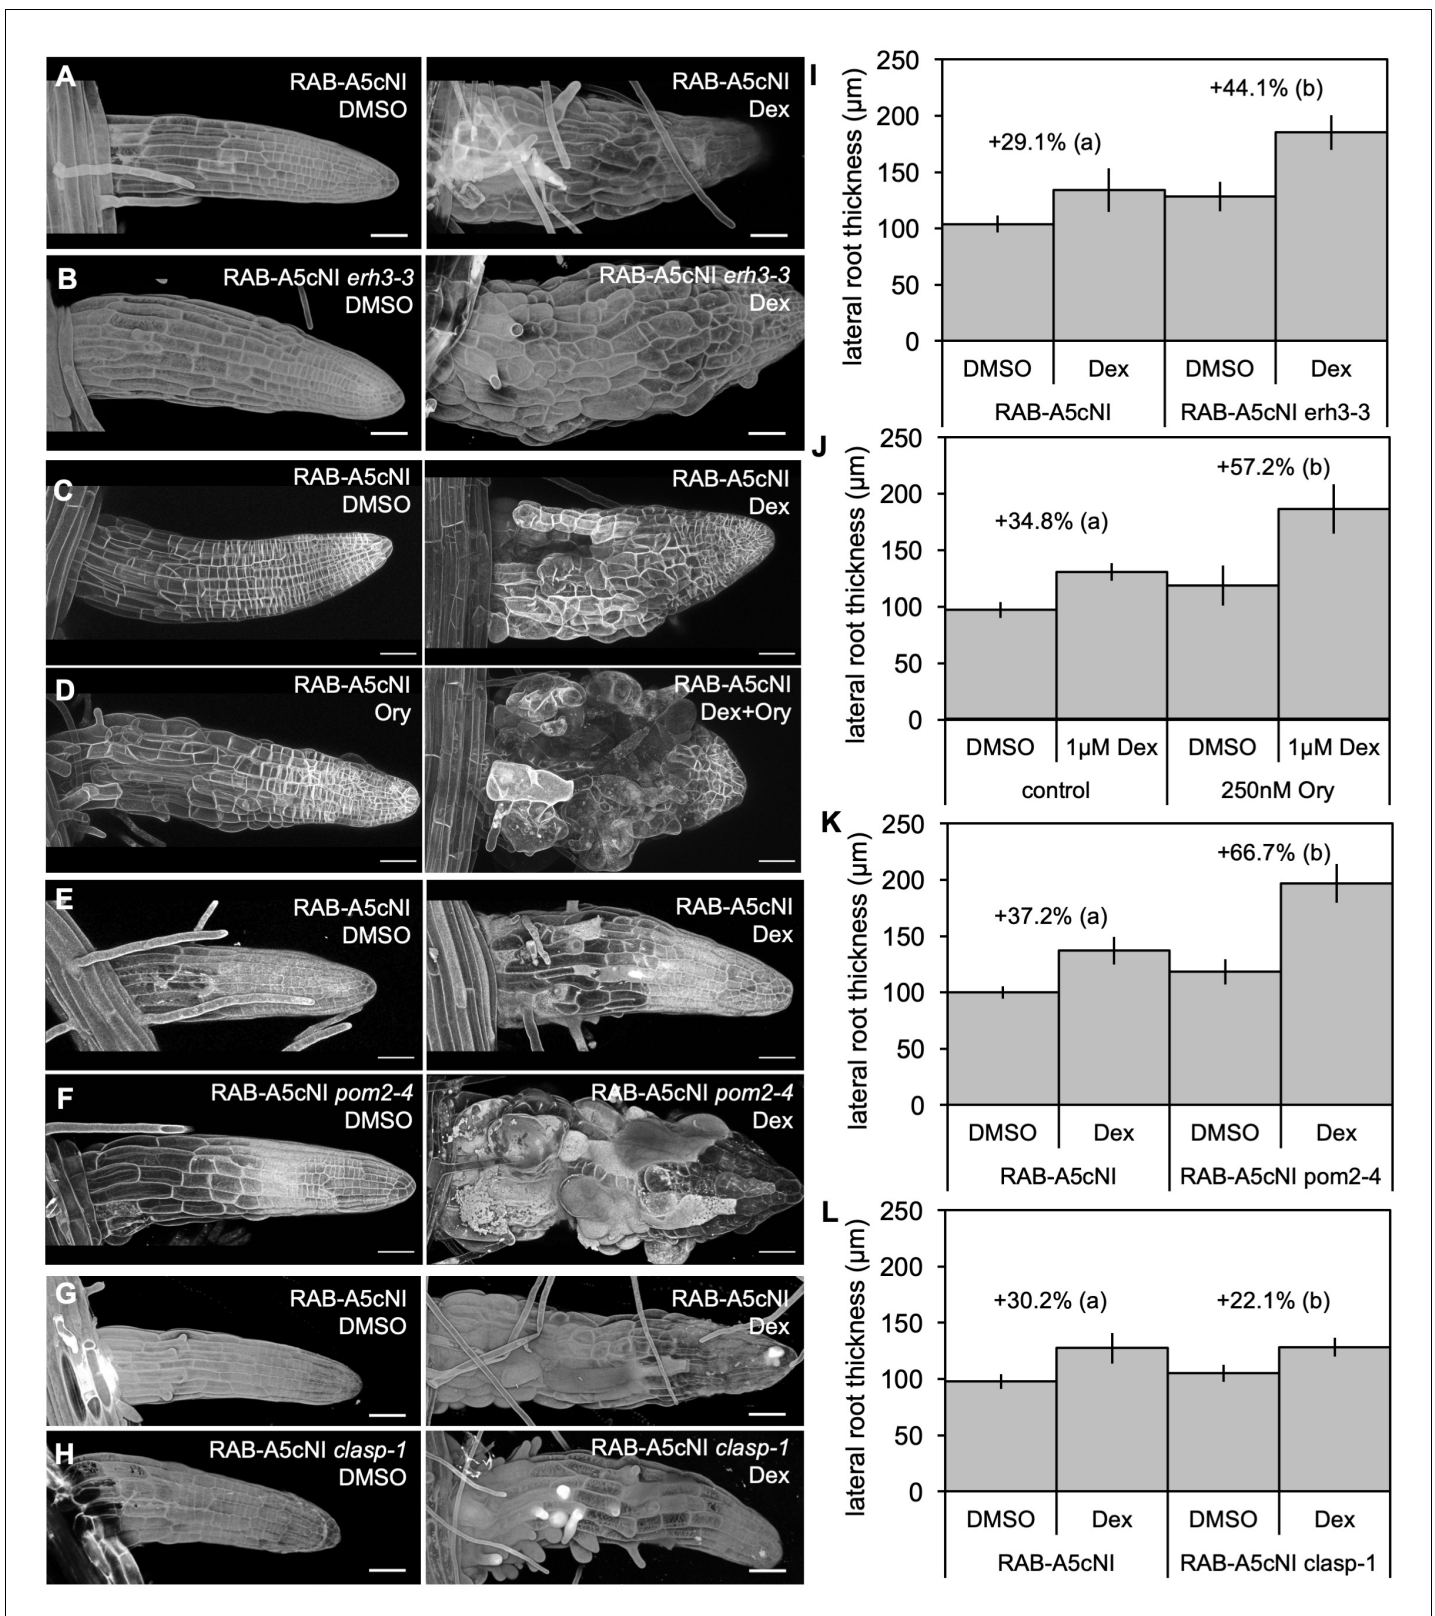 A
RAB-A5cNI
DMSO
RAB-A5cNI
Dex
B
RAB-A5cNI erh3-3
DMSO
RAB-A5cNI erh3-3
Dex
C
RAB-A5cNI
DMSO
RAB-A5cNI
Dex
D
RAB-A5cNI
Ory
RAB-A5cNI
Dex+Ory
E
RAB-A5cNI
DMSO
RAB-A5cNI
Dex
F
RAB-A5cNI pom2-4
DMSO
RAB-A5cNI pom2-4
Dex
G
RAB-A5cNI
DMSO
RAB-A5cNI
Dex
H
RAB-A5cNI clasp-1
DMSO
RAB-A5cNI clasp-1
Dex
I
lateral root thickness (µm)
250
200
150
100
50
0
+29.1% (a)
+44.1% (b)
DMSO Dex DMSO Dex
RAB-A5cNI RAB-A5cNI erh3-3
J
lateral root thickness (µm)
250
200
150
100
50
0
+34.8% (a)
+57.2% (b)
DMSO 1µM Dex DMSO 1µM Dex
control 250nM Ory
K
lateral root thickness (µm)
250
200
150
100
50
0
+37.2% (a)
+66.7% (b)
DMSO Dex DMSO Dex
RAB-A5cNI RAB-A5cNI pom2-4
L
lateral root thickness (µm)
250
200
150
100
50
0
+30.2% (a)
+22.1% (b)
DMSO Dex DMSO Dex
RAB-A5cNI RAB-A5cNI clasp-1